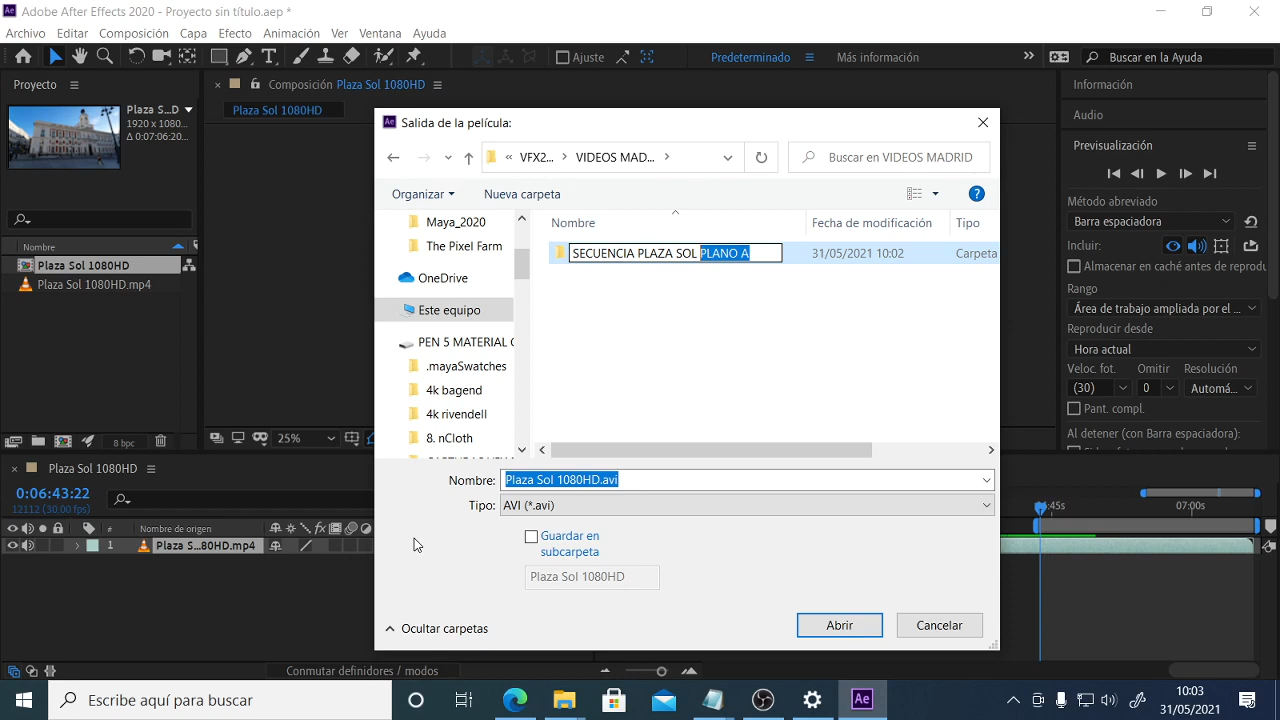 Adobe After Effects 2020 - Proyecto sin título.aep *
Archivo Editar Composición Capa Efecto Animación Ver Ventana Ayuda
Ajuste Predeterminado Más información Buscar en la Ayuda
Proyecto
Plaza S...D
1920 x 1080...
Δ 0:07:06:20...
Nombre
Plaza Sol 1080HD
Plaza Sol 1080HD.mp4
8 bpc
Composición Plaza Sol 1080HD
Plaza Sol 1080HD
25%
Salida de la película:
« VFX2... VIDEOS MAD...
Buscar en VIDEOS MADRID
Organizar Nueva carpeta
Maya_2020
The Pixel Farm
OneDrive
Este equipo
.mayaSwatches
4k bagend
4k rivendell
8. nCloth
Nombre Fecha de modificación Tipo
SECUENCIA PLAZA SOL PLANO A 31/05/2021 10:02 Carpeta
Nombre: Plaza Sol 1080HD.avi
Tipo: AVI (*.avi)
Guardar en
subcarpeta
Plaza Sol 1080HD
Ocultar carpetas
Abrir Cancelar
Información
Audio
Previsualización
Método abreviado
Barra espaciadora
Incluir:
Almacenar en caché antes de reprodu
Rango
Área de trabajo ampliada por el ...
Reproducir desde
Hora actual
Veloc. fot. Omitir Resolución
(30) 0 Automá...
Pant. compl.
Al detener (con Barra espaciadora):
Plaza Sol 1080HD
0:06:43:22
12112 (30.00 fps)
# Nombre de origen
1 Plaza S...80HD.mp4
07:00s
Conmutar definidores / modos
Escribe aquí para buscar
10:03
31/05/2021